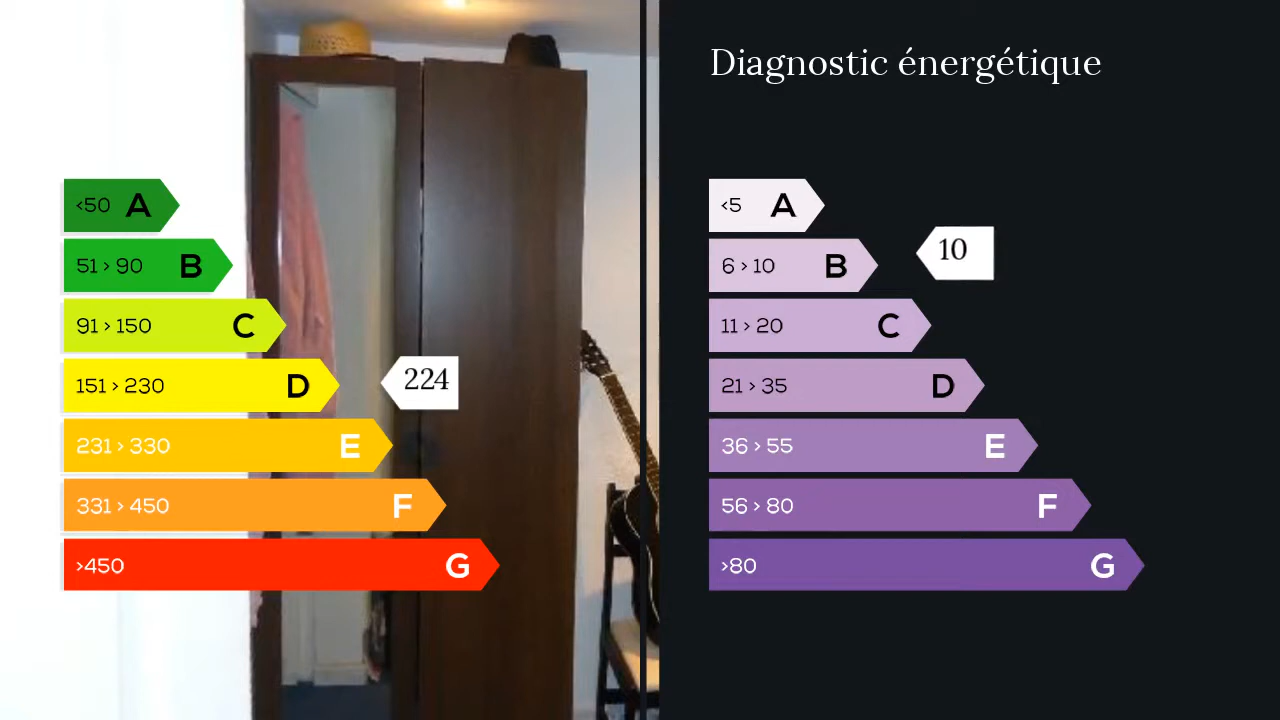 Diagnostic énergétique
<50 A
51 > 90 B
91 > 150 C
151 > 230 D
224
231 > 330 E
331 > 450 F
>450 G
<5 A
6 > 10 B
10
11 > 20 C
21 > 35 D
36 > 55 E
56 > 80 F
>80 G